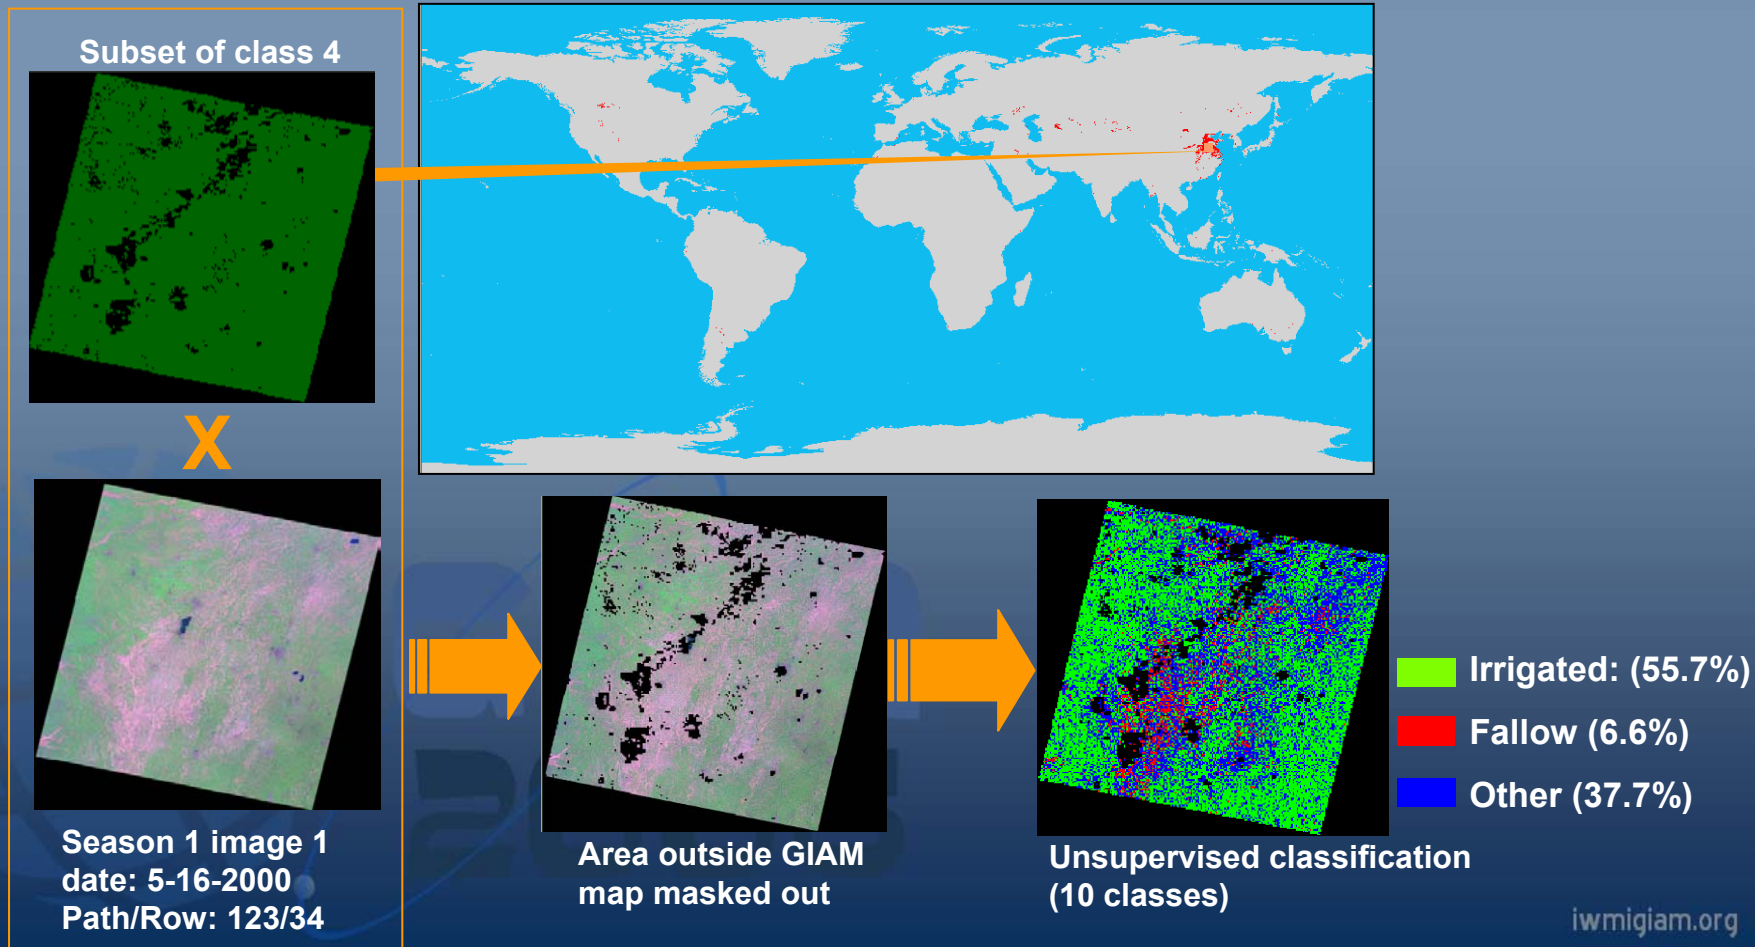 Subset of class 4
X
Season 1 image 1
date: 5-16-2000
Path/Row: 123/34
Area outside GIAM
map masked out
Unsupervised classification
(10 classes)
Irrigated: (55.7%)
Fallow (6.6%)
Other (37.7%)
iwmigiam.org